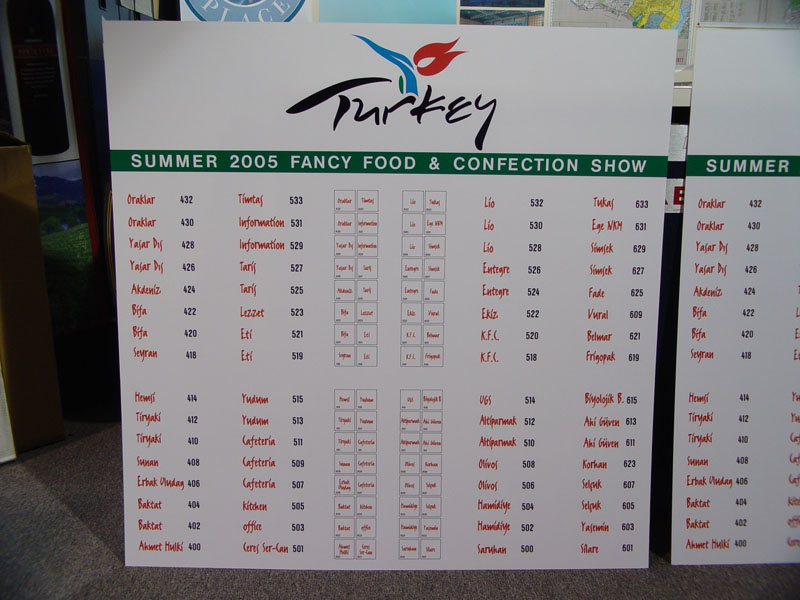 PLACE
Turkey
SUMMER 2005 FANCY FOOD & CONFECTION SHOW
SUMMER
Oraklar 432 Timtaş 533 Lio 532 Tukaş 633
Oraklar 430 Information 531 Lio 530 Ege NKM 631
Yaşar Dış 428 Information 529 Lio 528 Şimşek 629
Yaşar Dış 426 Tariş 527 Entegre 526 Şimşek 627
Akdeniz 424 Tariş 525 Entegre 524 Fade 625
Bifa 422 Lezzet 523 Ekiz 522 Vural 609
Bifa 420 Eti 521 K.F.C. 520 Belmar 621
Seyran 418 Eti 519 K.F.C. 518 Frigopak 619
Hemşi 414 Yudum 515 UGS 514 Biyolojik B. 615
Tiryaki 412 Yudum 513 Altiparmak 512 Ahi Güven 613
Tiryaki 410 Cafeteria 511 Altiparmak 510 Ahi Güven 611
Sunan 408 Cafeteria 509 Olivos 508 Korhan 623
Erbak Uludag 406 Cafeteria 507 Olivos 506 Selçuk 607
Baktat 404 Kitchen 505 Hamidiye 504 Selçuk 605
Baktat 402 office 503 Hamidiye 502 Yasemin 603
Ahmet Hulki 400 Ceres Ser-Can 501 Saruhan 500 Silare 601
Oraklar 432
Oraklar 430
Yaşar Dış 428
Yaşar Dış 426
Akdeniz 424
Bifa 422
Bifa 420
Seyran 418
Hemşi 414
Tiryaki 412
Tiryaki 410
Sunan 408
Erbak Uludag 406
Baktat 404
Baktat 402
Ahmet Hulki 400